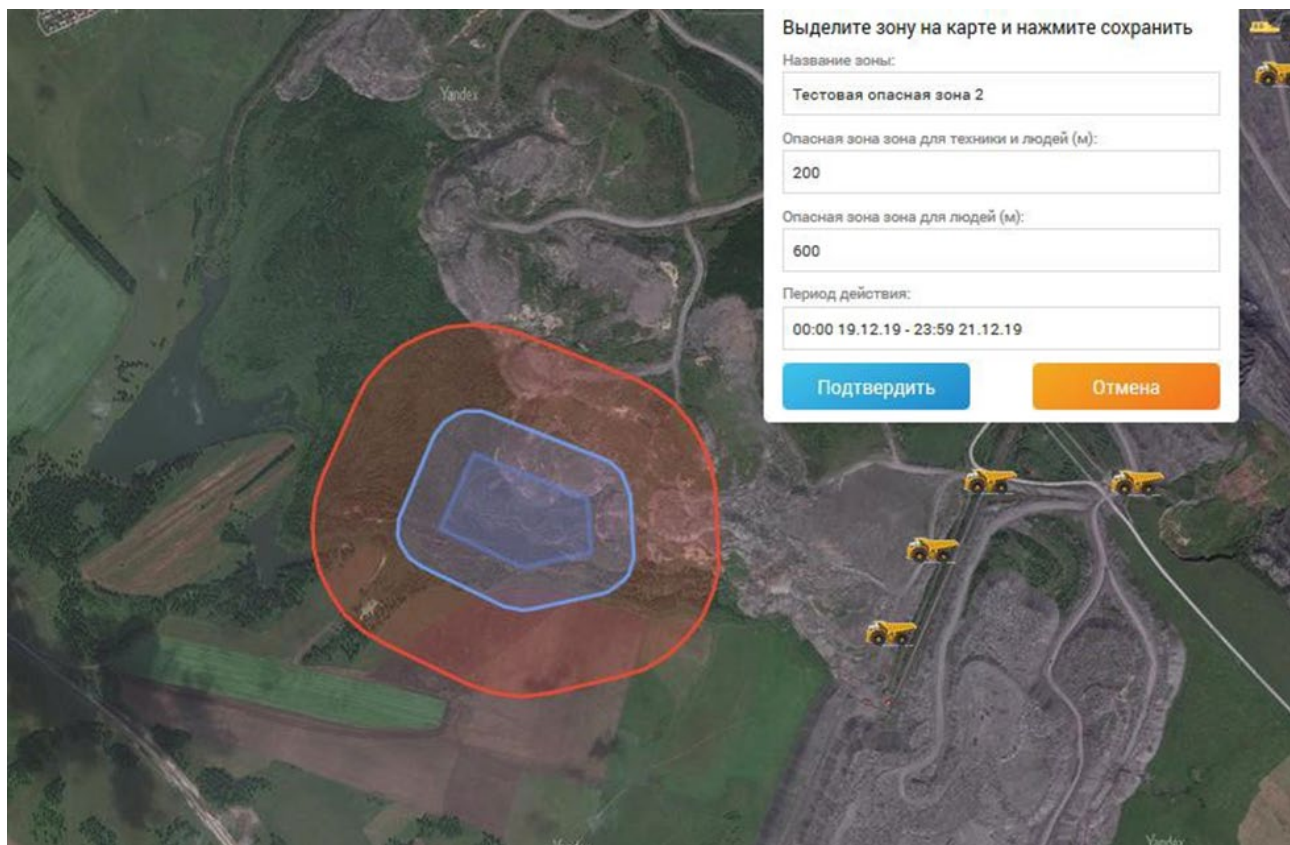 Выделите зону на карте и нажмите сохранить
Название зоны:
Тестовая опасная зона 2
Опасная зона зона для техники и людей (м):
200
Опасная зона зона для людей (м):
600
Период действия:
00:00 19.12.19 - 23:59 21.12.19
Подтвердить
Отмена
Yandex
Yandex
Yandex